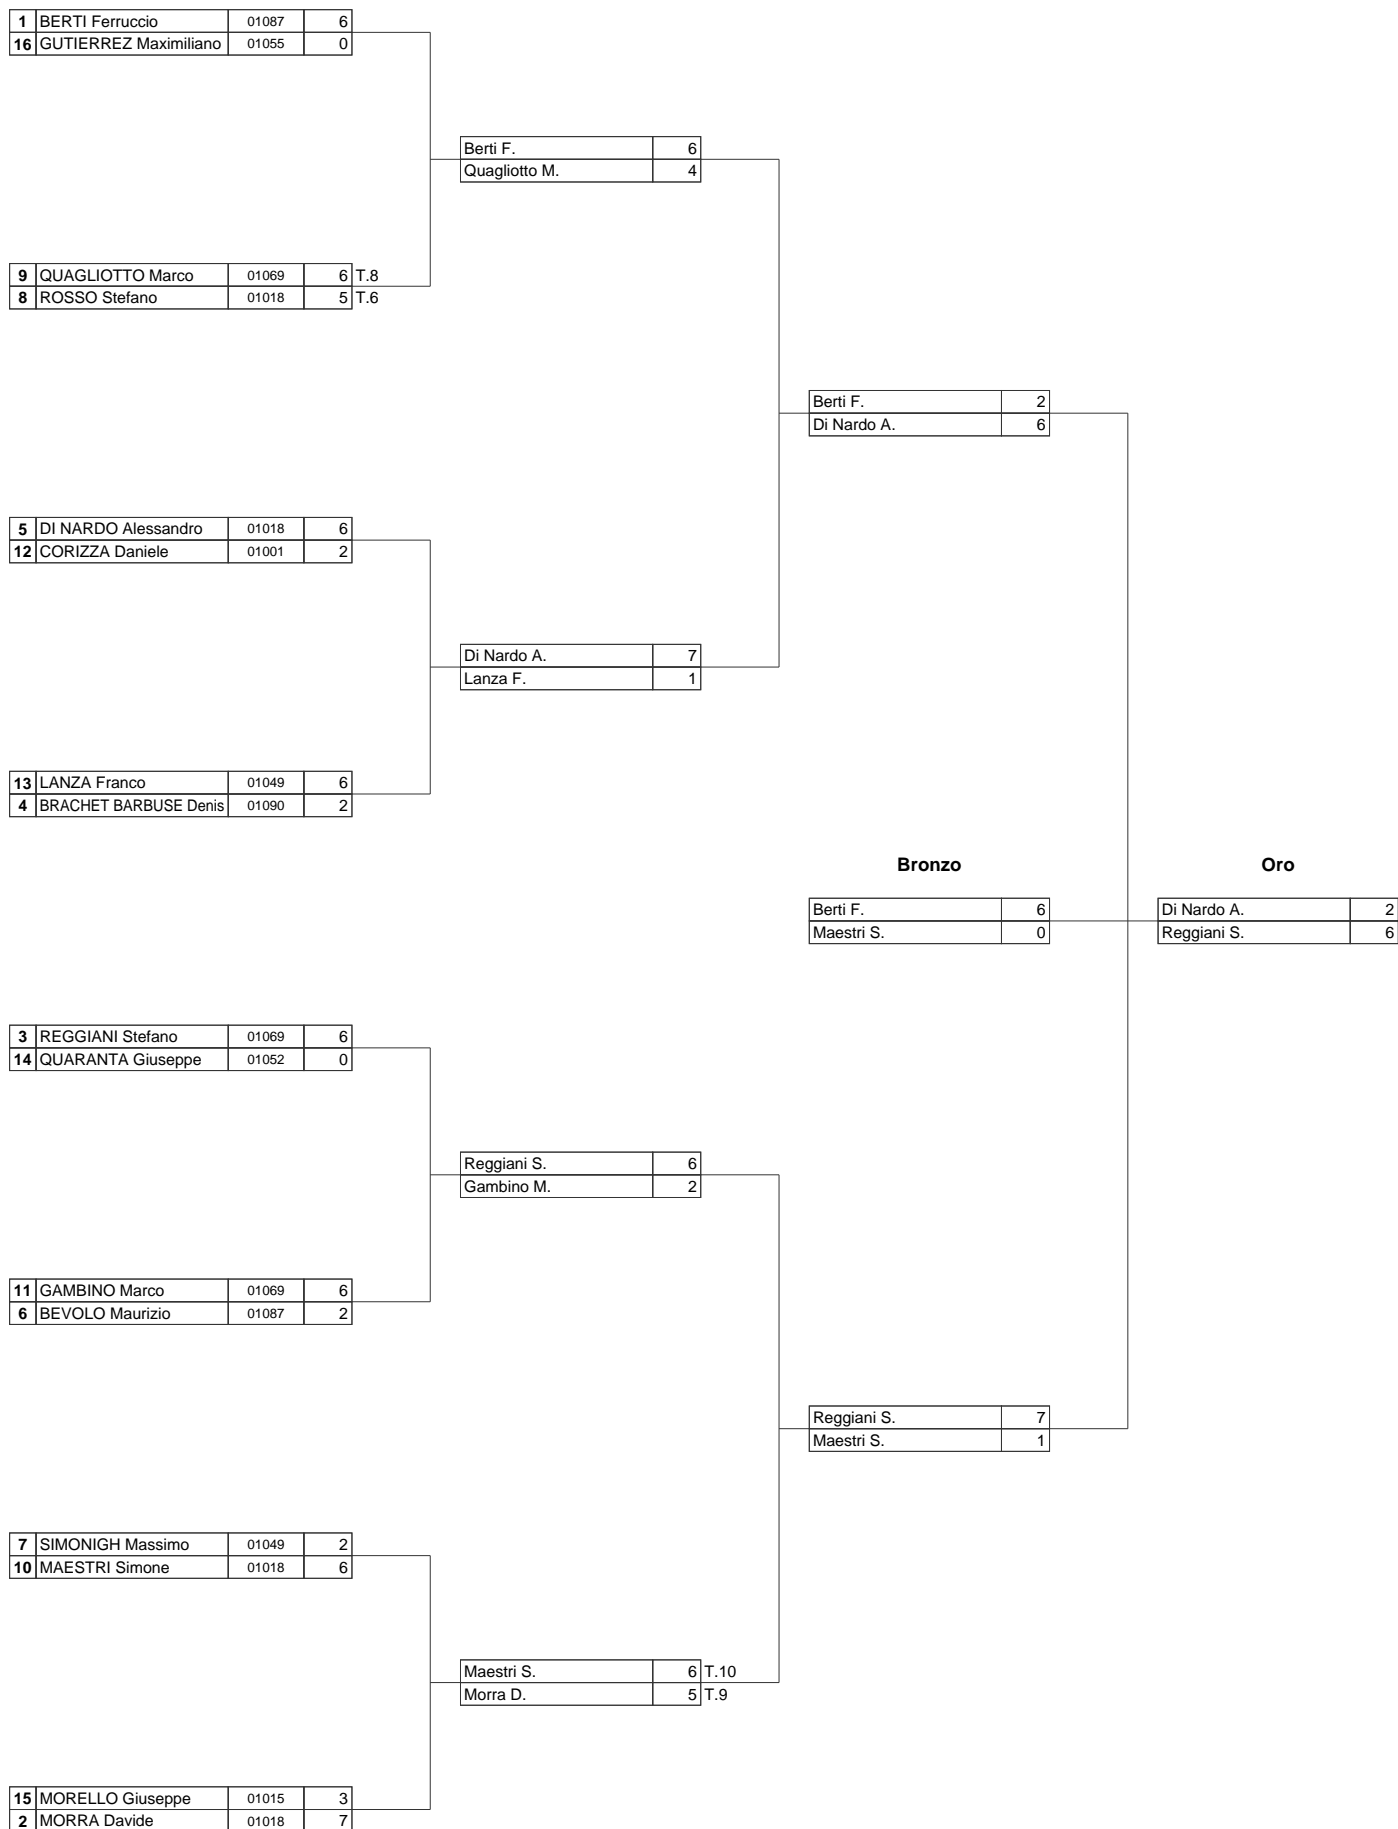 1 BERTI Ferruccio 01087 6
16 GUTIERREZ Maximiliano 01055 0
Berti F. 6
Quagliotto M. 4
9 QUAGLIOTTO Marco 01069 6 T.8
8 ROSSO Stefano 01018 5 T.6
Berti F. 2
Di Nardo A. 6
5 DI NARDO Alessandro 01018 6
12 CORIZZA Daniele 01001 2
Di Nardo A. 7
Lanza F. 1
13 LANZA Franco 01049 6
4 BRACHET BARBUSE Denis 01090 2
Bronzo Oro
Berti F. 6 Di Nardo A. 2
Maestri S. 0 Reggiani S. 6
3 REGGIANI Stefano 01069 6
14 QUARANTA Giuseppe 01052 0
Reggiani S. 6
Gambino M. 2
11 GAMBINO Marco 01069 6
6 BEVOLO Maurizio 01087 2
Reggiani S. 7
Maestri S. 1
7 SIMONIGH Massimo 01049 2
10 MAESTRI Simone 01018 6
Maestri S. 6 T.10
Morra D. 5 T.9
15 MORELLO Giuseppe 01015 3
2 MORRA Davide 01018 7